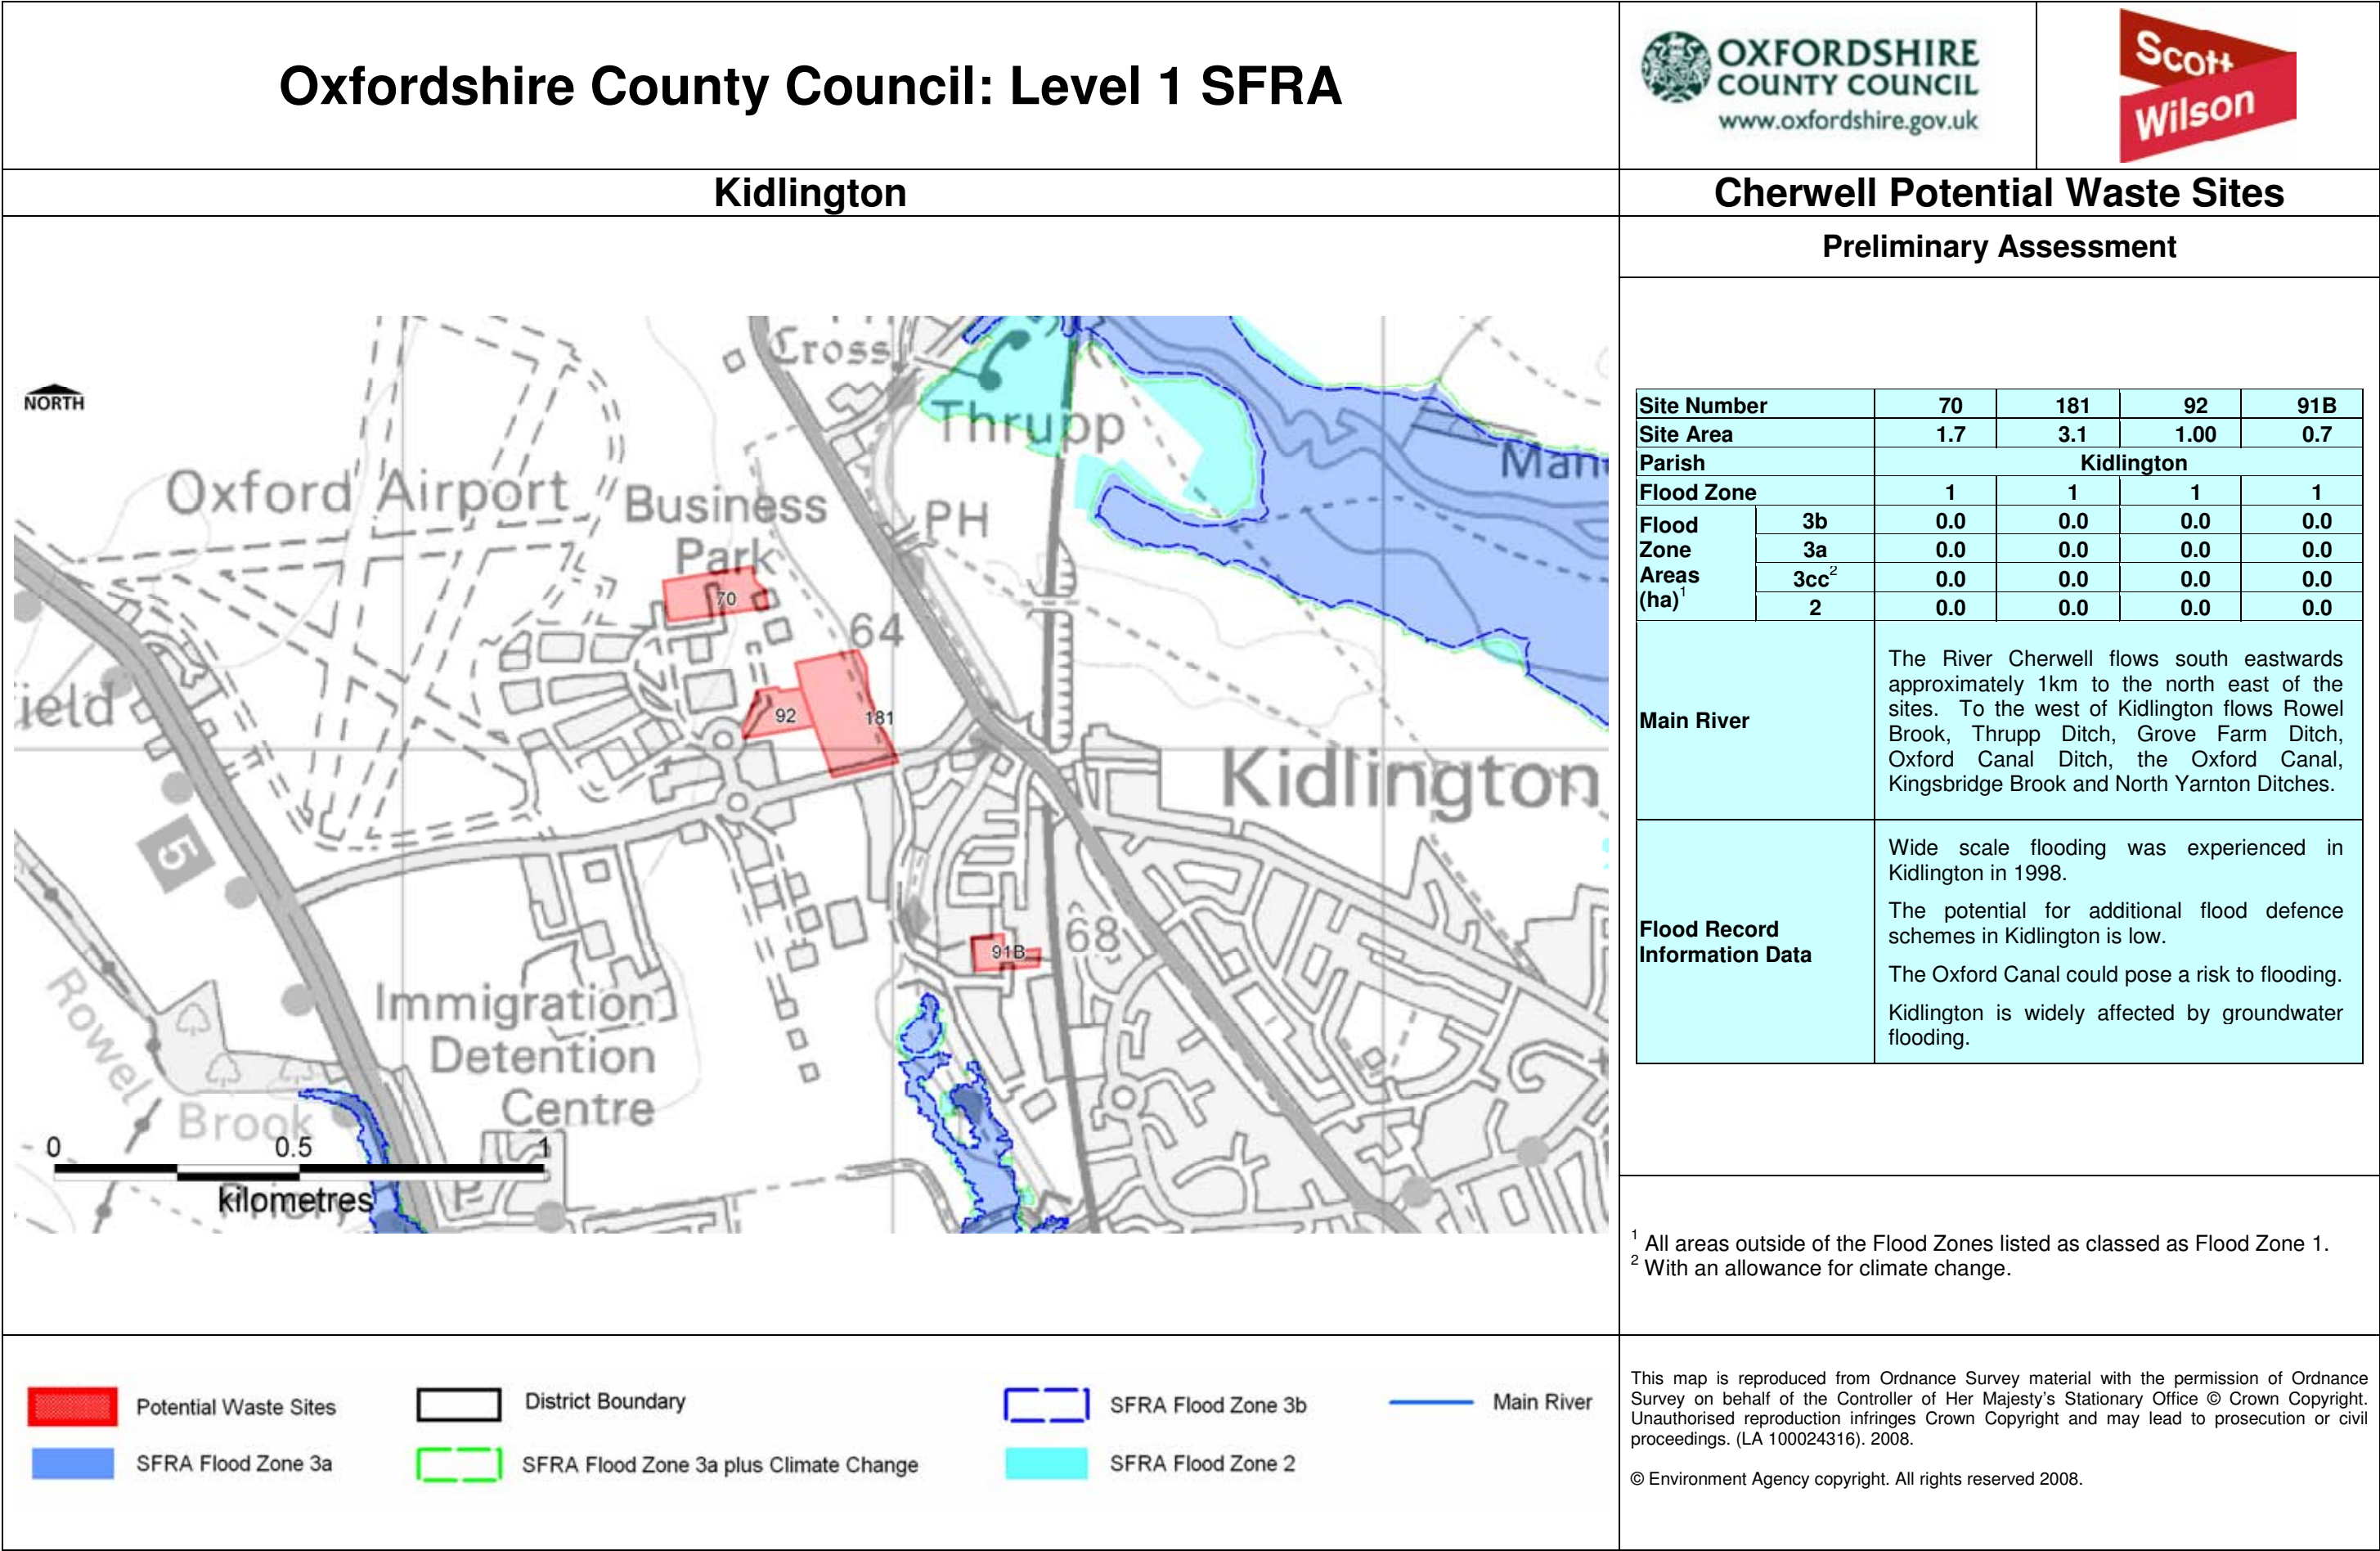 Oxfordshire County Council: Level 1 SFRA
OXFORDSHIRE
COUNTY COUNCIL
www.oxfordshire.gov.uk
Scott
Wilson
Kidlington
Cherwell Potential Waste Sites
Preliminary Assessment
NORTH
Cross
Thrupp
Oxford Airport
Business
Park
PH
Man
70
64
ield
92
181
Kidlington
5
91B
68
Immigration
Detention
Centre
Rowel
Brook
0 0.5 1
kilometres
Site Number 70 181 92 91B
Site Area 1.7 3.1 1.00 0.7
Parish Kidlington
Flood Zone 1 1 1 1
Flood Zone Areas (ha)1
3b 0.0 0.0 0.0 0.0
3a 0.0 0.0 0.0 0.0
3cc2 0.0 0.0 0.0 0.0
2 0.0 0.0 0.0 0.0
Main River
The River Cherwell flows south eastwards
approximately 1km to the north east of the
sites. To the west of Kidlington flows Rowel
Brook, Thrupp Ditch, Grove Farm Ditch,
Oxford Canal Ditch, the Oxford Canal,
Kingsbridge Brook and North Yarnton Ditches.
Flood Record
Information Data
Wide scale flooding was experienced in
Kidlington in 1998.
The potential for additional flood defence
schemes in Kidlington is low.
The Oxford Canal could pose a risk to flooding.
Kidlington is widely affected by groundwater
flooding.
1 All areas outside of the Flood Zones listed as classed as Flood Zone 1.
2 With an allowance for climate change.
Potential Waste Sites
District Boundary
SFRA Flood Zone 3b
Main River
SFRA Flood Zone 3a
SFRA Flood Zone 3a plus Climate Change
SFRA Flood Zone 2
This map is reproduced from Ordnance Survey material with the permission of Ordnance
Survey on behalf of the Controller of Her Majesty's Stationary Office © Crown Copyright.
Unauthorised reproduction infringes Crown Copyright and may lead to prosecution or civil
proceedings. (LA 100024316). 2008.
© Environment Agency copyright. All rights reserved 2008.